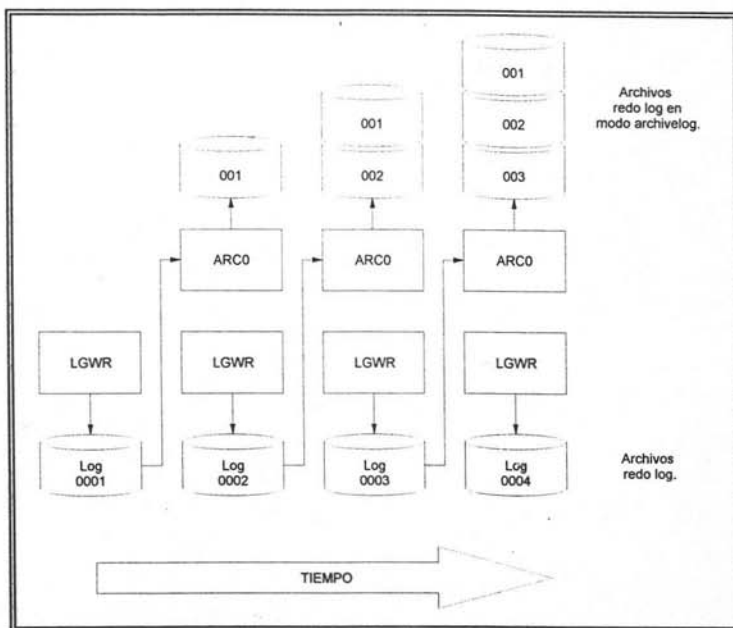 001
Archivos
redo log en
modo archivelog.
001
002
001
002
003
ARC0
ARC0
ARC0
LGWR
LGWR
LGWR
LGWR
Log
0001
Log
0002
Log
0003
Log
0004
Archivos
redo log.
TIEMPO